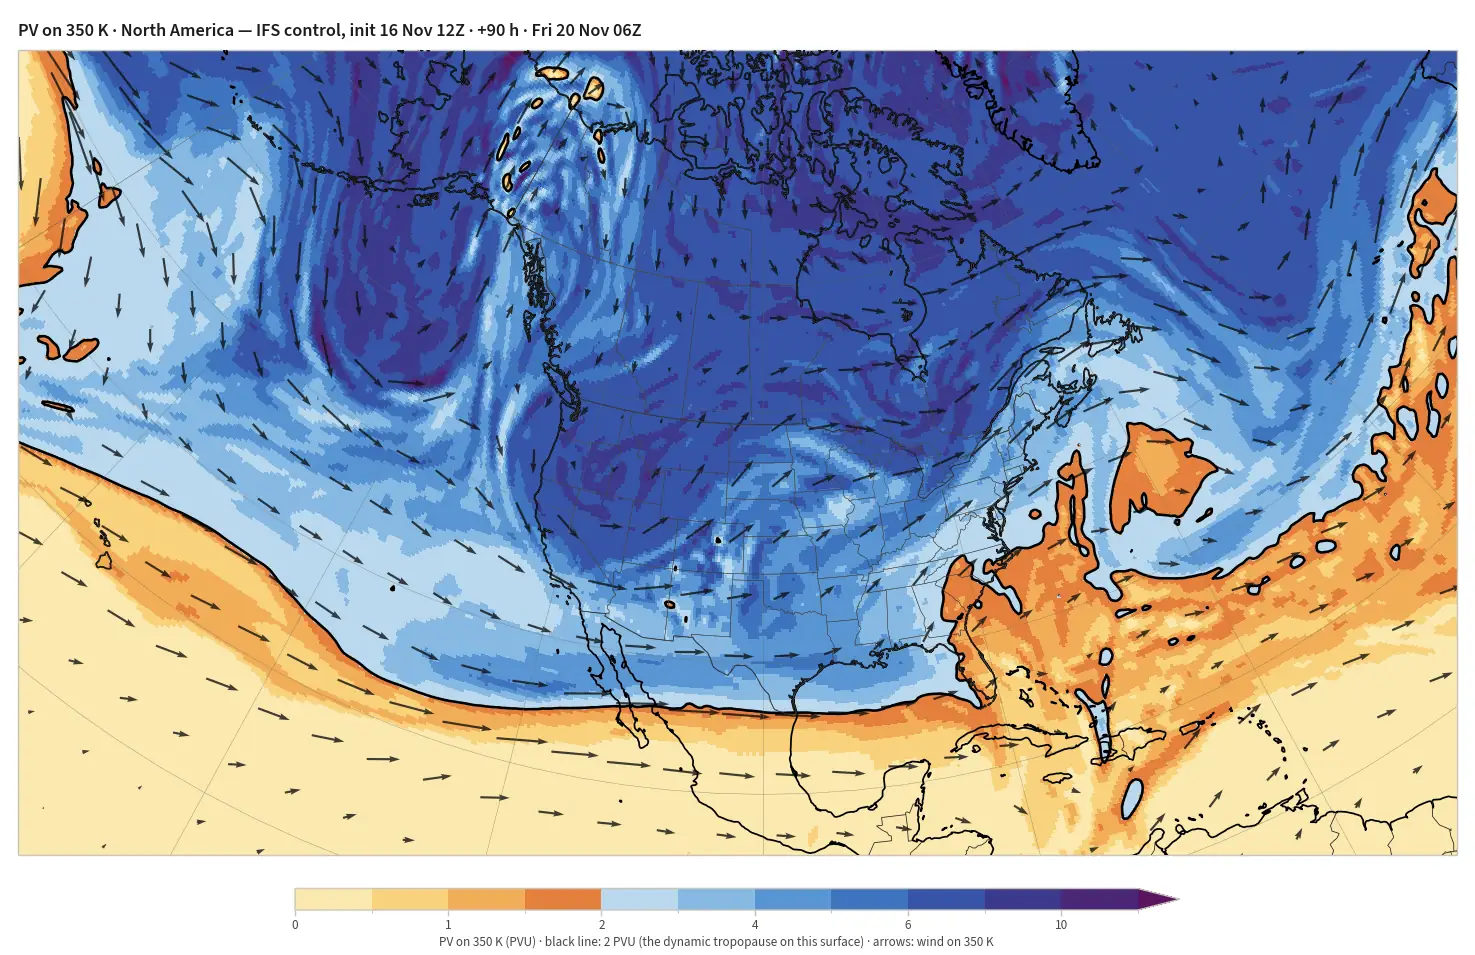 PV on 350 K · North America — IFS control, init 16 Nov 12Z · +90 h · Fri 20 Nov 06Z
0 1 2 4 6 10
PV on 350 K (PVU) · black line: 2 PVU (the dynamic tropopause on this surface) · arrows: wind on 350 K